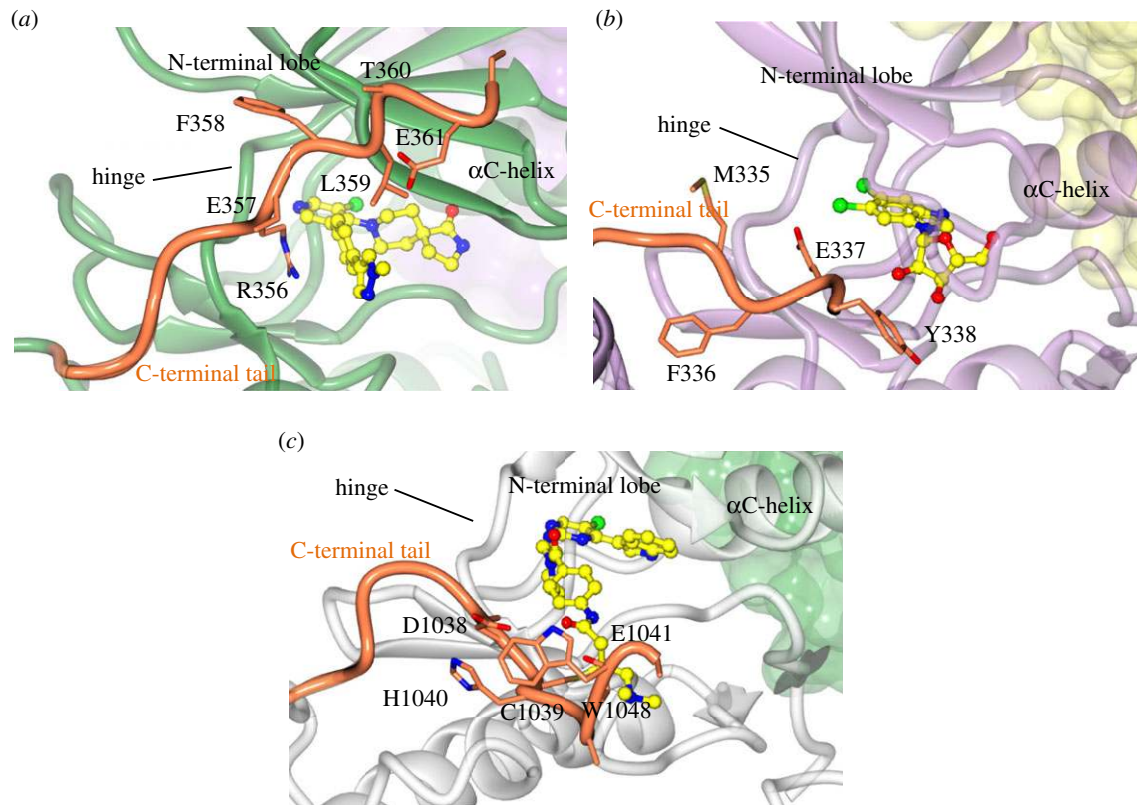 (a)
N-terminal lobe
T360
F358
E361
hinge
αC-helix
L359
E357
R356
C-terminal tail
(b)
N-terminal lobe
hinge
M335
αC-helix
C-terminal tail
E337
Y338
F336
(c)
N-terminal lobe
hinge
αC-helix
C-terminal tail
D1038
E1041
H1040
C1039
W1048